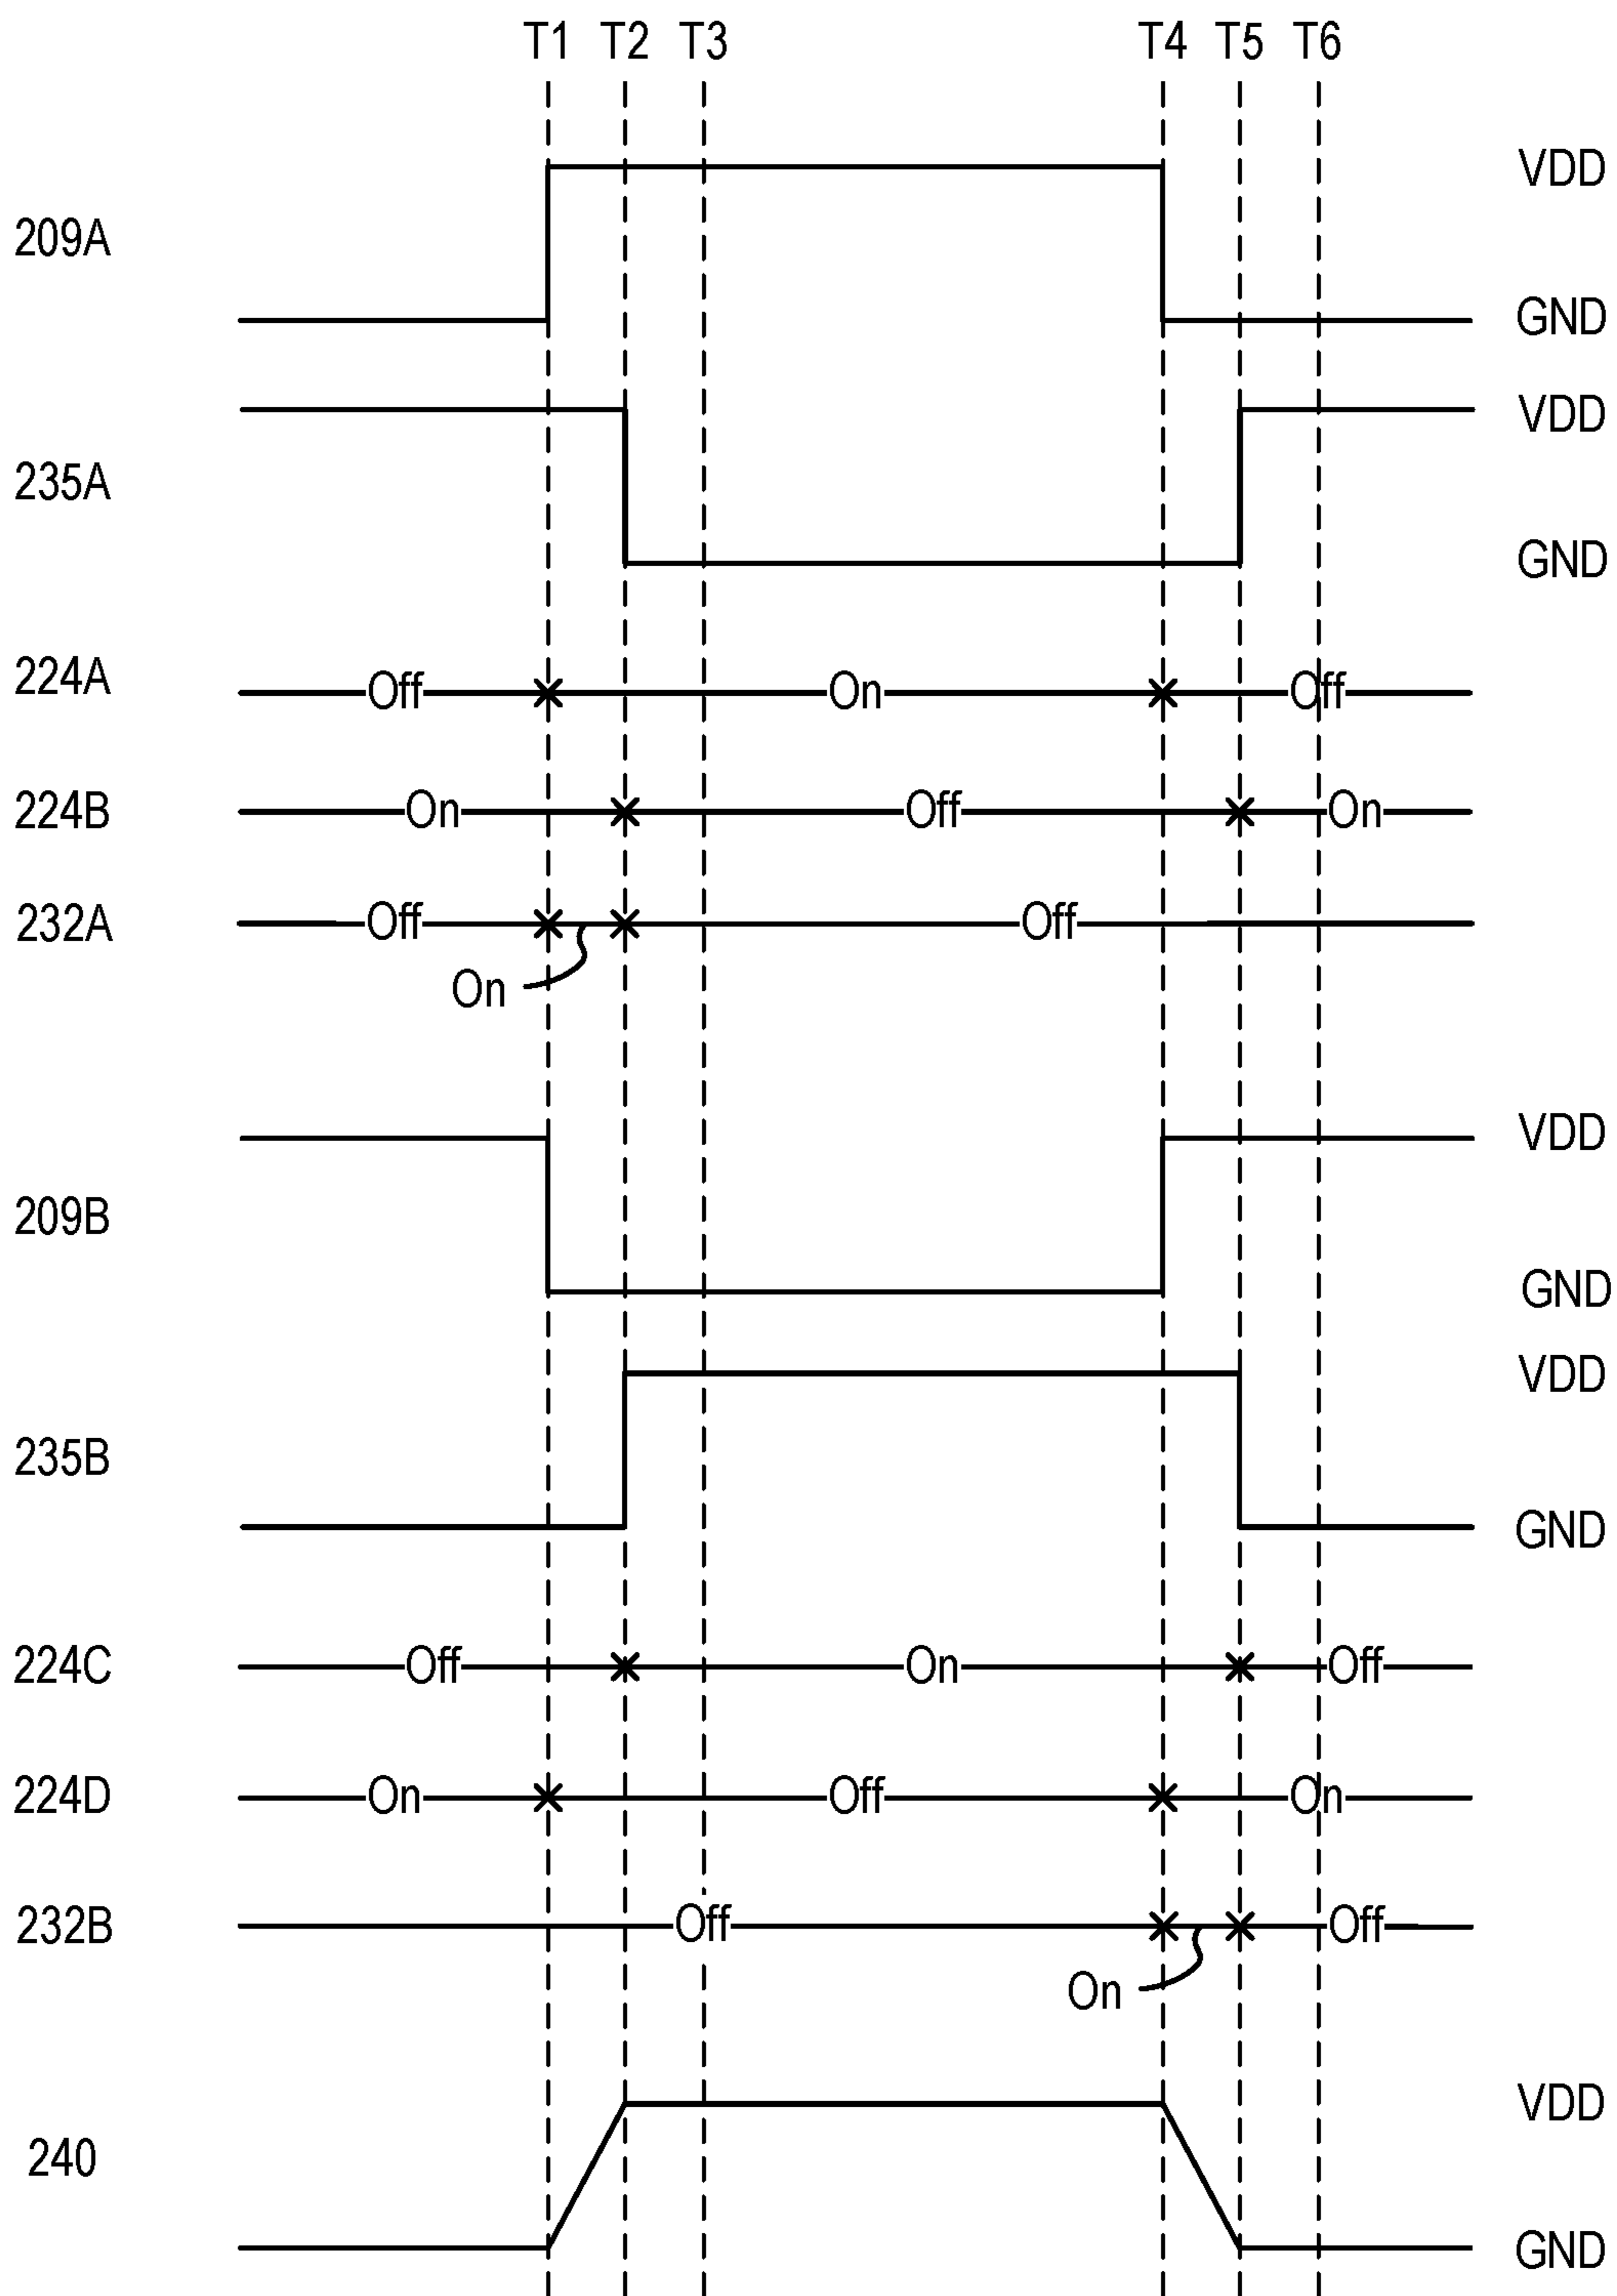 T1 T2 T3 T4 T5 T6
VDD
209A
GND
VDD
235A
GND
224A Off On Off
224B On Off On
232A Off Off
On
VDD
209B
GND
VDD
235B
GND
224C Off On Off
224D On Off On
232B Off Off
On
VDD
240
GND